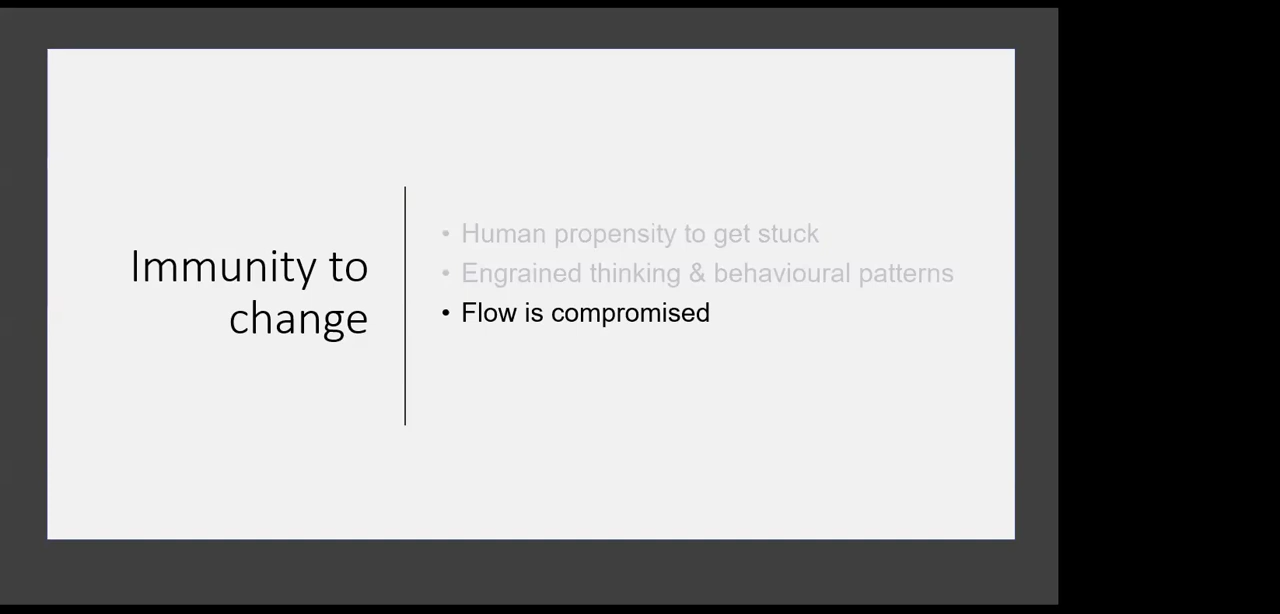 Immunity to
change
• Human propensity to get stuck
• Engrained thinking & behavioural patterns
• Flow is compromised